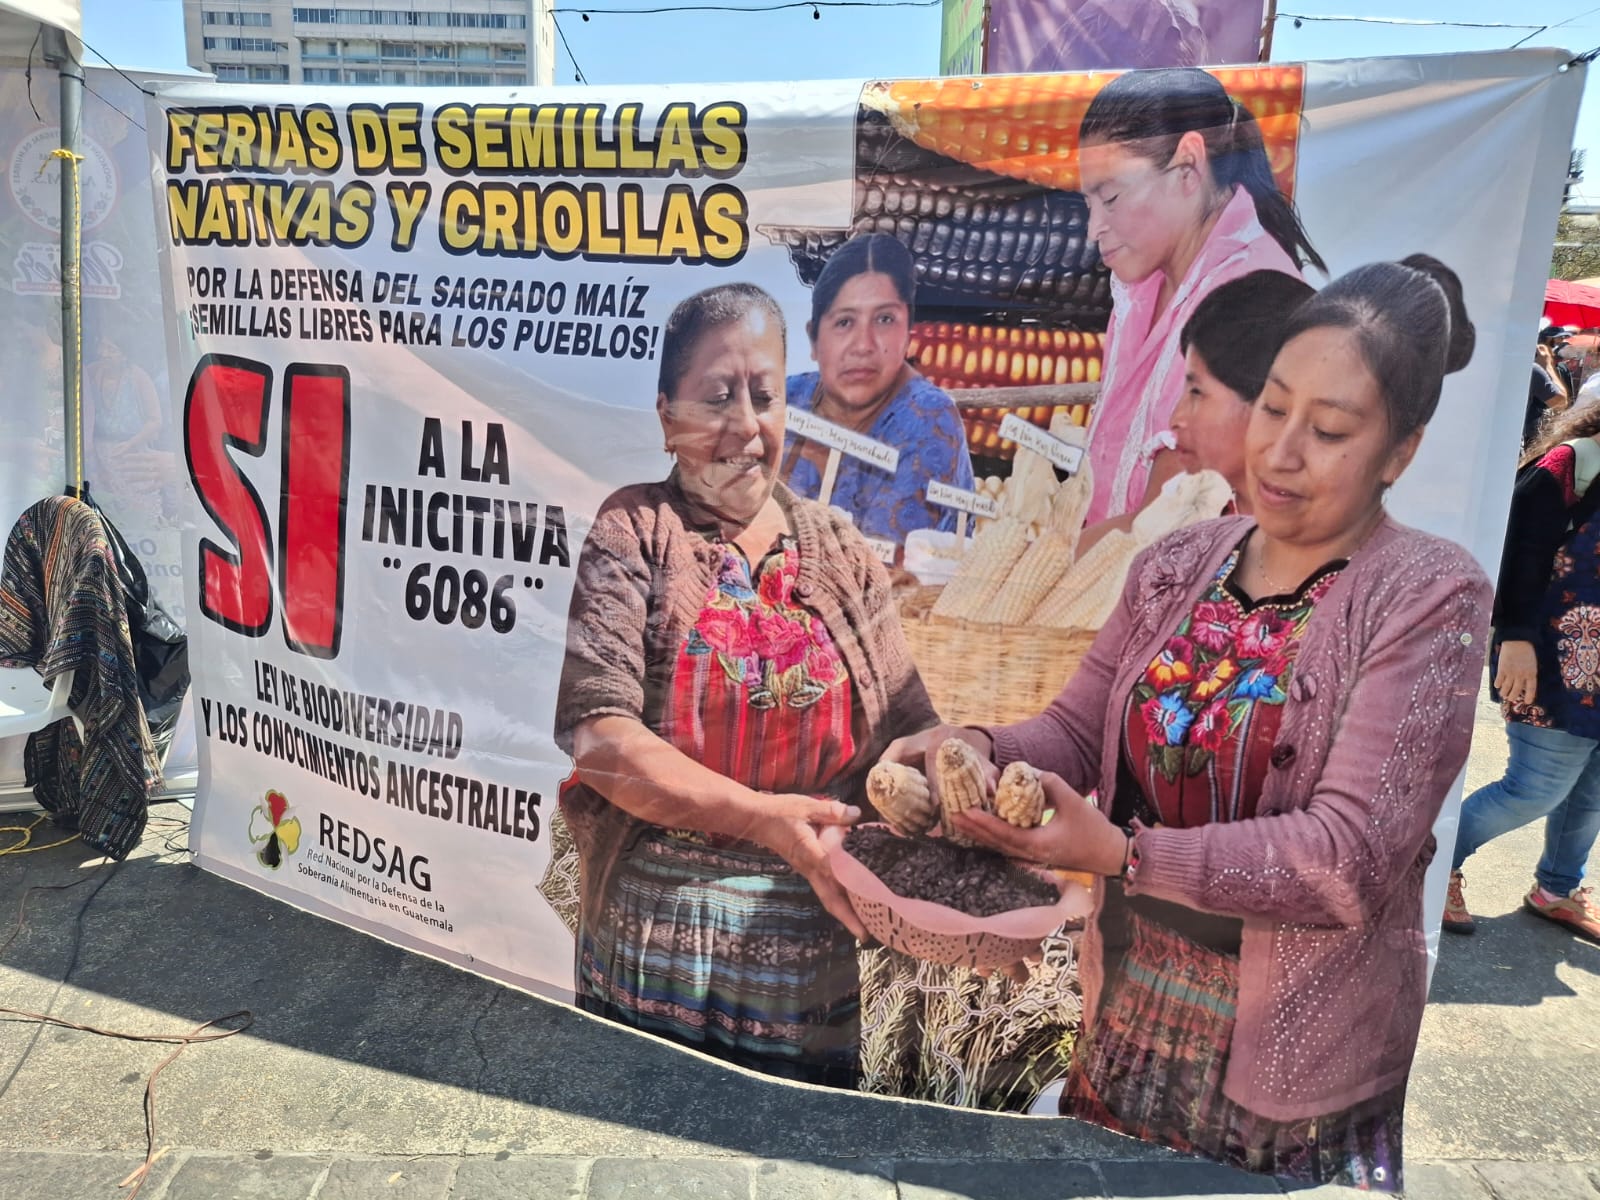 FERIAS DE SEMILLAS
NATIVAS Y CRIOLLAS
POR LA DEFENSA DEL SAGRADO MAÍZ
¡SEMILLAS LIBRES PARA LOS PUEBLOS!
SI
A LA
INICITIVA
"6086"
LEY DE BIODIVERSIDAD
Y LOS CONOCIMIENTOS ANCESTRALES
REDSAG
Red Nacional por la Defensa de la
Soberanía Alimentaria en Guatemala